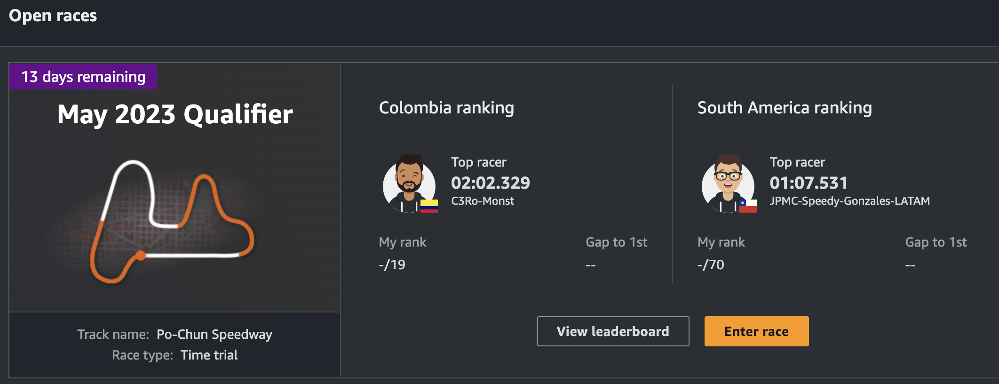 Open races
13 days remaining
May 2023 Qualifier
Track name: Po-Chun Speedway
Race type: Time trial
Colombia ranking
Top racer
02:02.329
C3Ro-Monst
My rank
Gap to 1st
-/19
--
South America ranking
Top racer
01:07.531
JPMC-Speedy-Gonzales-LATAM
My rank
Gap to 1st
-/70
--
View leaderboard
Enter race